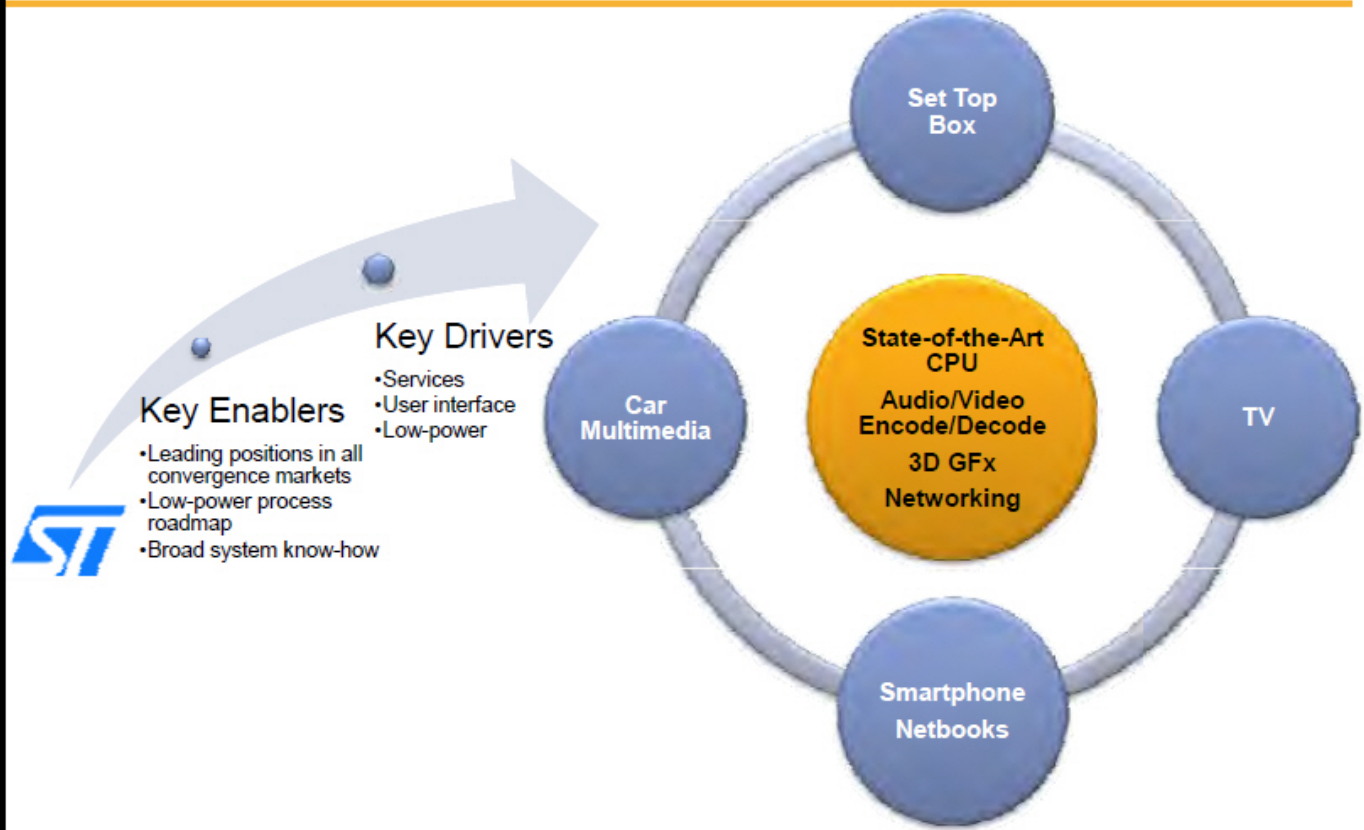 Set Top
Box
Key Drivers
•Services
•User interface
•Low-power
Key Enablers
•Leading positions in all
convergence markets
•Low-power process
roadmap
•Broad system know-how
ST
Car
Multimedia
State-of-the-Art
CPU
Audio/Video
Encode/Decode
3D GFx
Networking
TV
Smartphone
Netbooks